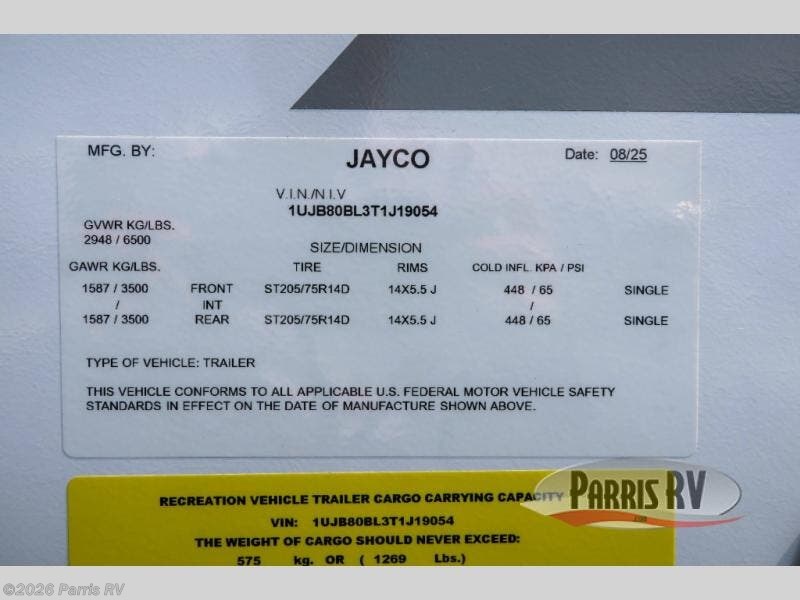 MFG. BY: JAYCO Date: 08/25
V.I.N./N.I.V
1UJB80BL3T1J19054
GVWR KG/LBS.
2948 / 6500
SIZE/DIMENSION
GAWR KG/LBS. TIRE RIMS COLD INFL. KPA / PSI
1587 / 3500 FRONT ST205/75R14D 14X5.5 J 448 / 65 SINGLE
/ INT /
1587 / 3500 REAR ST205/75R14D 14X5.5 J 448 / 65 SINGLE
TYPE OF VEHICLE: TRAILER
THIS VEHICLE CONFORMS TO ALL APPLICABLE U.S. FEDERAL MOTOR VEHICLE SAFETY
STANDARDS IN EFFECT ON THE DATE OF MANUFACTURE SHOWN ABOVE.
RECREATION VEHICLE TRAILER CARGO CARRYING CAPACITY
VIN: 1UJB80BL3T1J19054
THE WEIGHT OF CARGO SHOULD NEVER EXCEED:
575 kg. OR ( 1269 Lbs.)
PARRIS RV
©2026 Parris RV